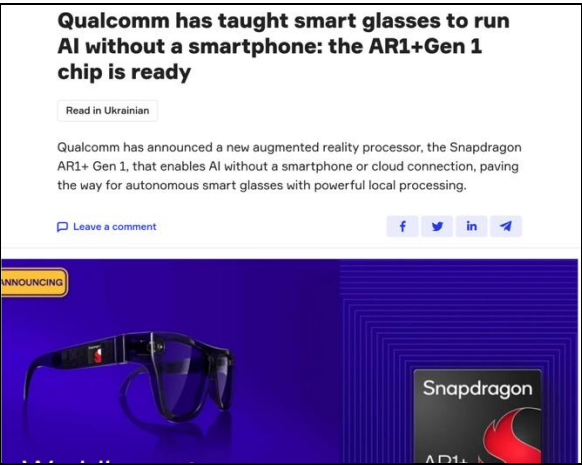 Qualcomm has taught smart glasses to run
AI without a smartphone: the AR1+Gen 1
chip is ready
Read in Ukrainian
Qualcomm has announced a new augmented reality processor, the Snapdragon
AR1+ Gen 1, that enables AI without a smartphone or cloud connection, paving
the way for autonomous smart glasses with powerful local processing.
Leave a comment
ANNOUNCING
Snapdragon
AR1+